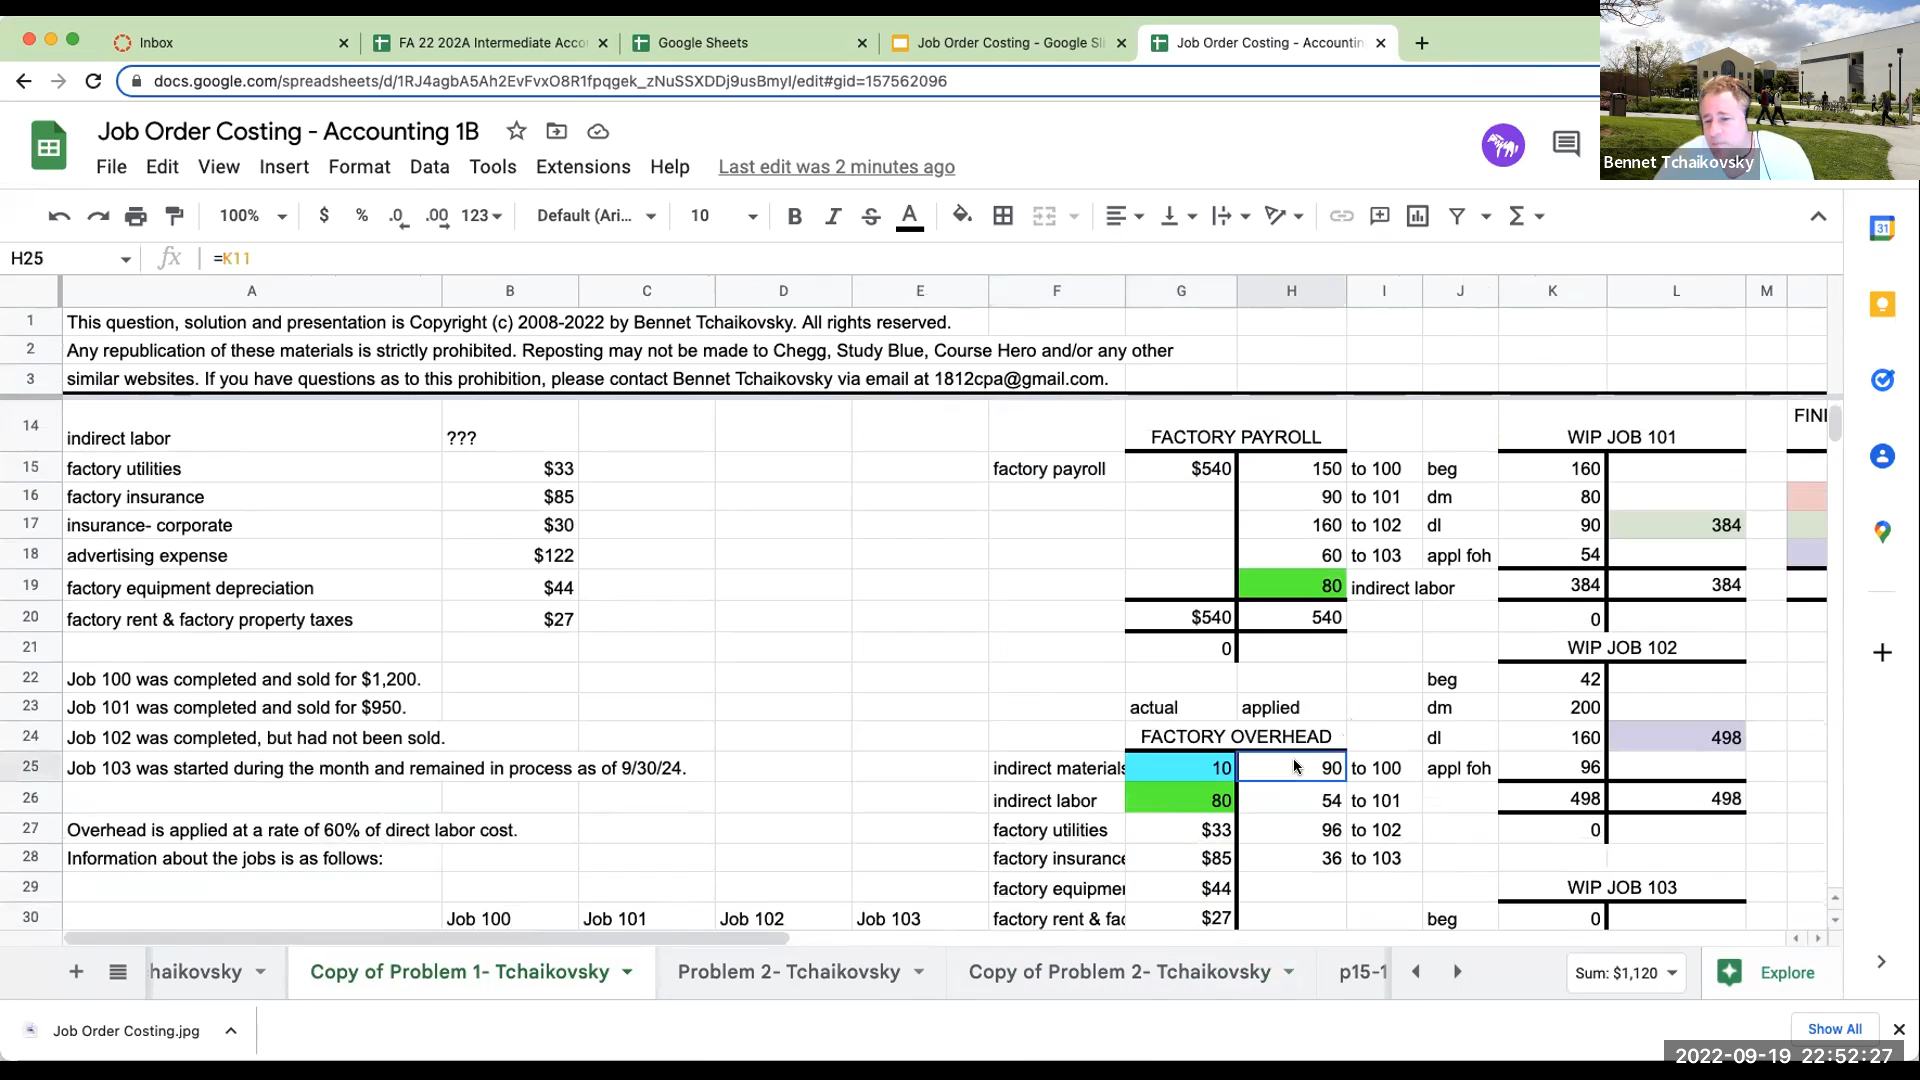 Inbox
FA 22 202A Intermediate Acco
Google Sheets
Job Order Costing - Google Sl
Job Order Costing - Accountin
docs.google.com/spreadsheets/d/1RJ4agbA5Ah2EvFvxO8R1fpqgek_zNuSSXDDj9usBmyI/edit#gid=157562096
Job Order Costing - Accounting 1B
File Edit View Insert Format Data Tools Extensions Help Last edit was 2 minutes ago
Bennet Tchaikovsky
100% $ % .0 .00 123 Default (Ari... 10 B I S A
31
H25 fx =K11
A B C D E F G H I J K L M
1 This question, solution and presentation is Copyright (c) 2008-2022 by Bennet Tchaikovsky. All rights reserved.
2 Any republication of these materials is strictly prohibited. Reposting may not be made to Chegg, Study Blue, Course Hero and/or any other
3 similar websites. If you have questions as to this prohibition, please contact Bennet Tchaikovsky via email at 1812cpa@gmail.com.
14 indirect labor ??? FACTORY PAYROLL WIP JOB 101 FINI
15 factory utilities $33 factory payroll $540 150 to 100 beg 160
16 factory insurance $85 90 to 101 dm 80
17 insurance- corporate $30 160 to 102 dl 90 384
18 advertising expense $122 60 to 103 appl foh 54
19 factory equipment depreciation $44 80 indirect labor 384 384
20 factory rent & factory property taxes $27 $540 540 0
21 0 WIP JOB 102
22 Job 100 was completed and sold for $1,200. beg 42
23 Job 101 was completed and sold for $950. actual applied dm 200
24 Job 102 was completed, but had not been sold. FACTORY OVERHEAD dl 160 498
25 Job 103 was started during the month and remained in process as of 9/30/24. indirect materials 10 90 to 100 appl foh 96
26 indirect labor 80 54 to 101 498 498
27 Overhead is applied at a rate of 60% of direct labor cost. factory utilities $33 96 to 102 0
28 Information about the jobs is as follows: factory insurance $85 36 to 103
29 factory equipmer $44 WIP JOB 103
30 Job 100 Job 101 Job 102 Job 103 factory rent & fac $27 beg 0
haikovsky Copy of Problem 1- Tchaikovsky Problem 2- Tchaikovsky Copy of Problem 2- Tchaikovsky p15-1 Sum: $1,120 Explore
Job Order Costing.jpg Show All
2022-09-19 22:52:27